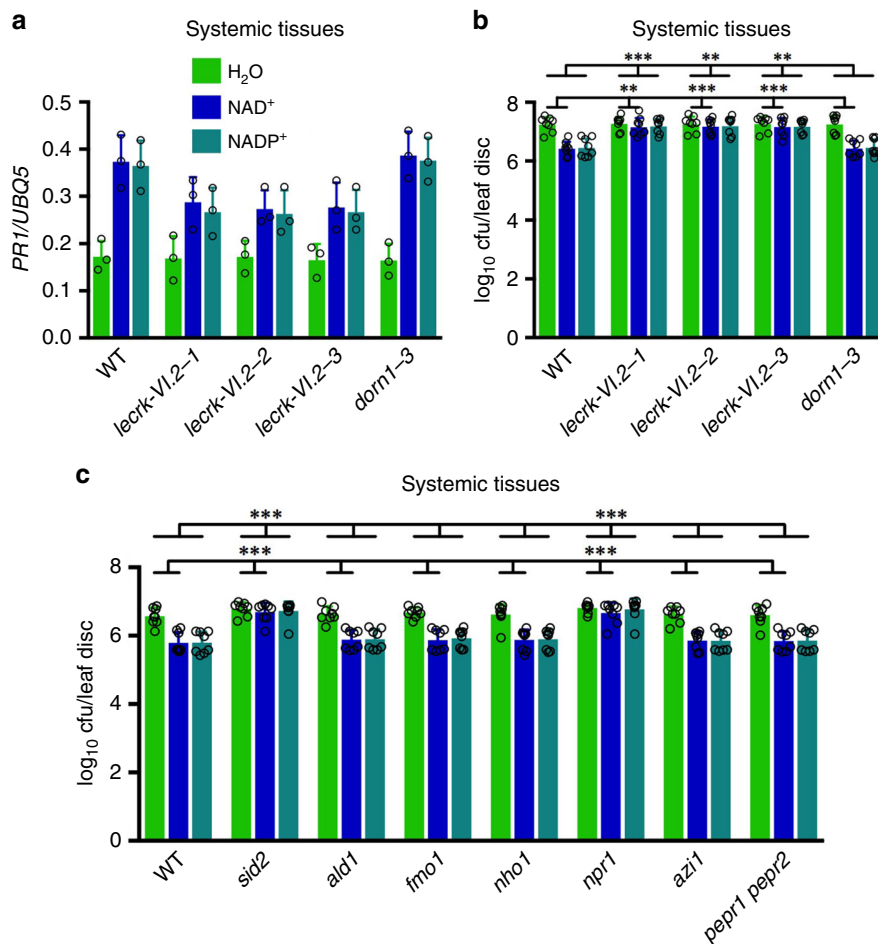 a
Systemic tissues
H2O
NAD+
NADP+
PR1/UBQ5
0.5
0.4
0.3
0.2
0.1
0.0
WT
lecrk-VI.2–1
lecrk-VI.2–2
lecrk-VI.2–3
dorn1–3
b
Systemic tissues
*** ** **
** *** ***
log10 cfu/leaf disc
8
6
4
2
0
WT
lecrk-VI.2–1
lecrk-VI.2–2
lecrk-VI.2–3
dorn1–3
c
Systemic tissues
*** ***
*** ***
log10 cfu/leaf disc
8
6
4
2
0
WT
sid2
ald1
fmo1
nho1
npr1
azi1
pepr1 pepr2